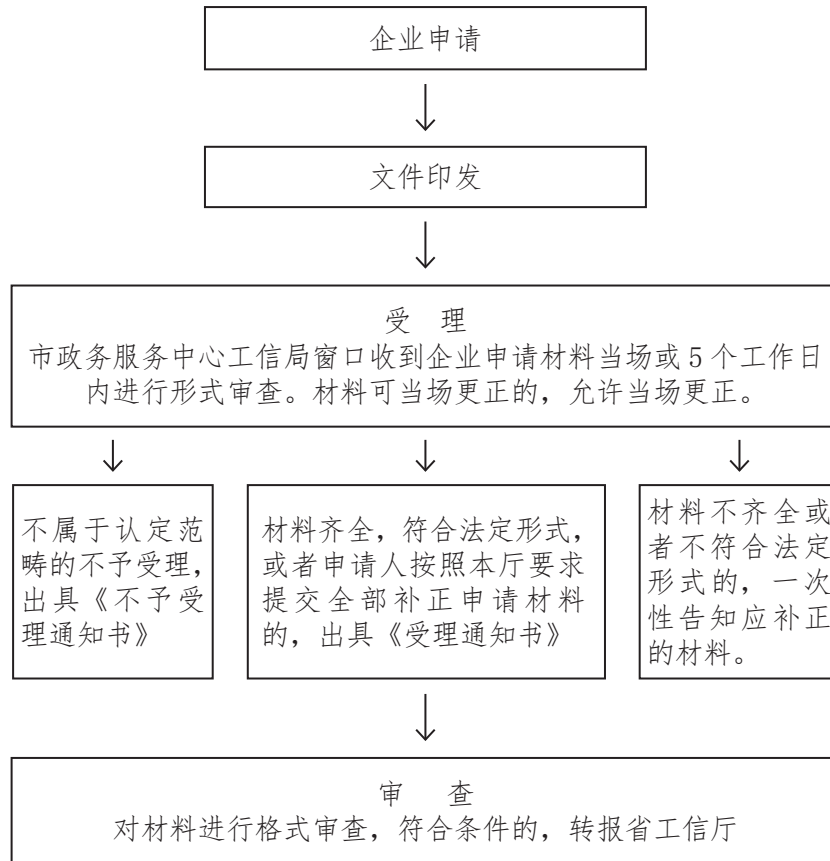 企业申请
文件印发
受 理
市政务服务中心工信局窗口收到企业申请材料当场或 5 个工作日
内进行形式审查。材料可当场更正的，允许当场更正。
不属于认定范
畴的不予受理，
出具《不予受
理通知书》
材料齐全，符合法定形式，
或者申请人按照本厅要求
提交全部补正申请材料
的，出具《受理通知书》
材料不齐全或
者不符合法定
形式的，一次
性告知应补正
的材料。
审 查
对材料进行格式审查，符合条件的，转报省工信厅